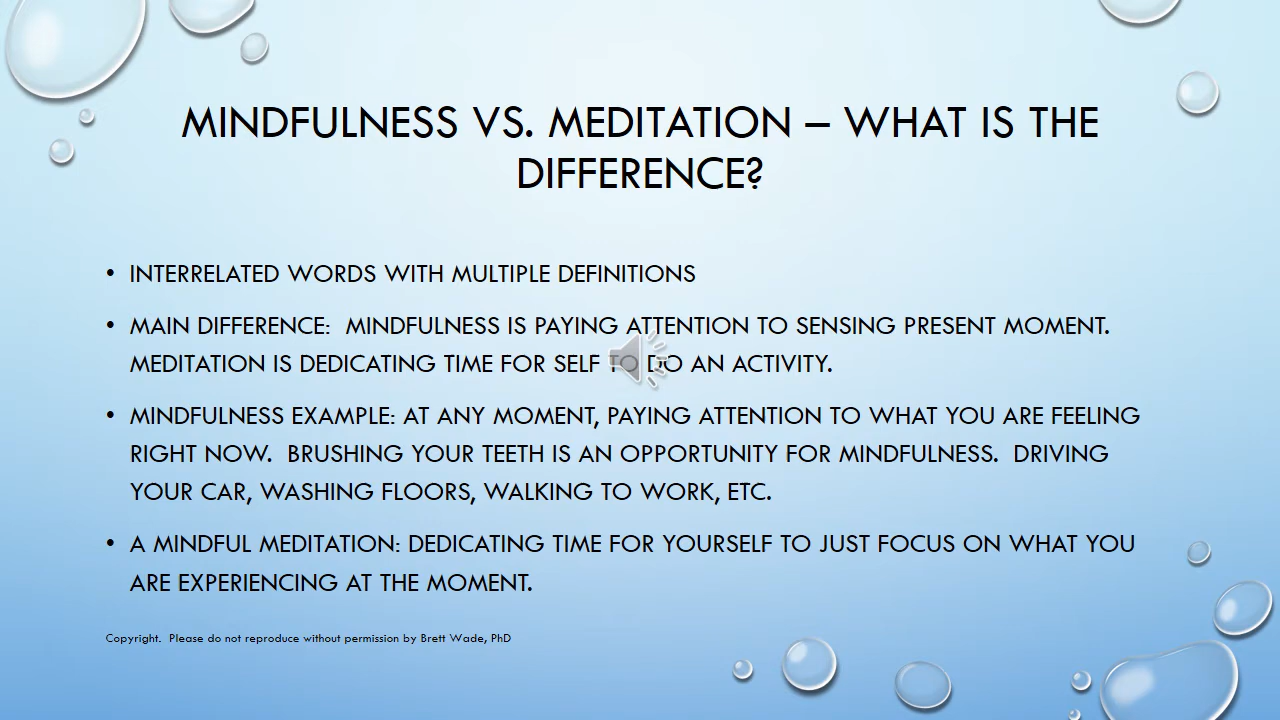 MINDFULNESS VS. MEDITATION – WHAT IS THE
DIFFERENCE?
• INTERRELATED WORDS WITH MULTIPLE DEFINITIONS
• MAIN DIFFERENCE:  MINDFULNESS IS PAYING ATTENTION TO SENSING PRESENT MOMENT.
MEDITATION IS DEDICATING TIME FOR SELF TO DO AN ACTIVITY.
• MINDFULNESS EXAMPLE: AT ANY MOMENT, PAYING ATTENTION TO WHAT YOU ARE FEELING
RIGHT NOW.  BRUSHING YOUR TEETH IS AN OPPORTUNITY FOR MINDFULNESS.  DRIVING
YOUR CAR, WASHING FLOORS, WALKING TO WORK, ETC.
• A MINDFUL MEDITATION: DEDICATING TIME FOR YOURSELF TO JUST FOCUS ON WHAT YOU
ARE EXPERIENCING AT THE MOMENT.
Copyright.  Please do not reproduce without permission by Brett Wade, PhD